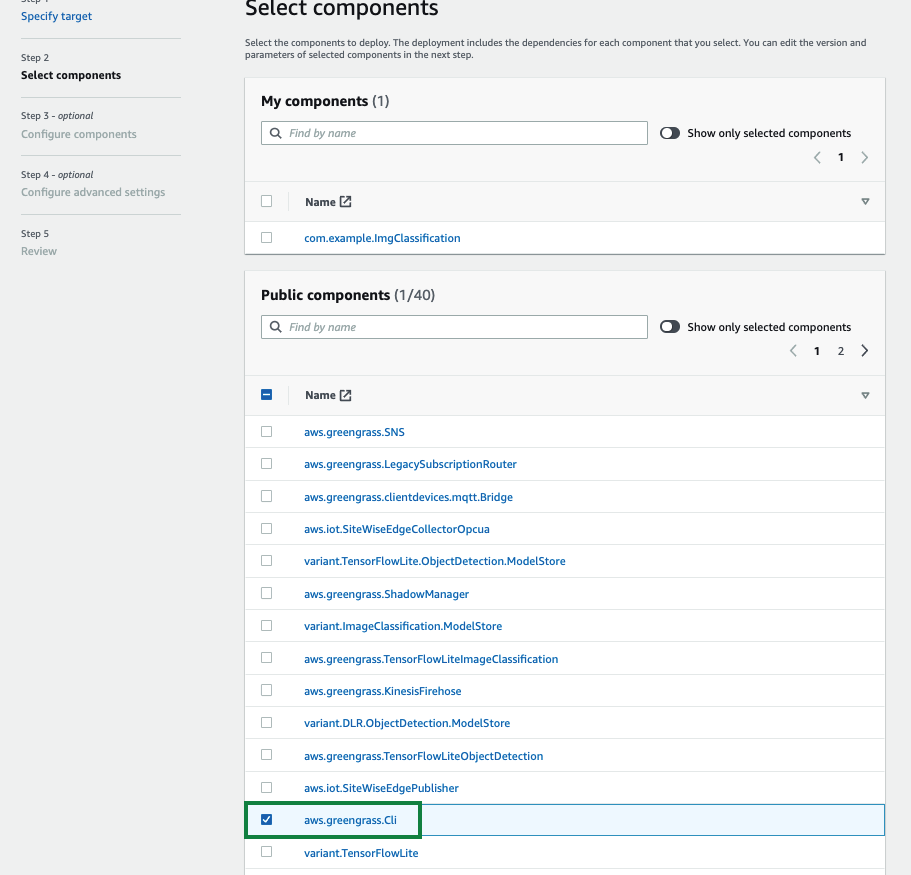 Select components
Specify target
Select the components to deploy. The deployment includes the dependencies for each component that you select. You can edit the version and
parameters of selected components in the next step.
Step 2
Select components
Step 3 - optional
Configure components
Step 4 - optional
Configure advanced settings
Step 5
Review
My components (1)
Find by name
Show only selected components
1
Name
com.example.ImgClassification
Public components (1/40)
Find by name
Show only selected components
1 2
Name
aws.greengrass.SNS
aws.greengrass.LegacySubscriptionRouter
aws.greengrass.clientdevices.mqtt.Bridge
aws.iot.SiteWiseEdgeCollectorOpcua
variant.TensorFlowLite.ObjectDetection.ModelStore
aws.greengrass.ShadowManager
variant.ImageClassification.ModelStore
aws.greengrass.TensorFlowLiteImageClassification
aws.greengrass.KinesisFirehose
variant.DLR.ObjectDetection.ModelStore
aws.greengrass.TensorFlowLiteObjectDetection
aws.iot.SiteWiseEdgePublisher
aws.greengrass.Cli
variant.TensorFlowLite